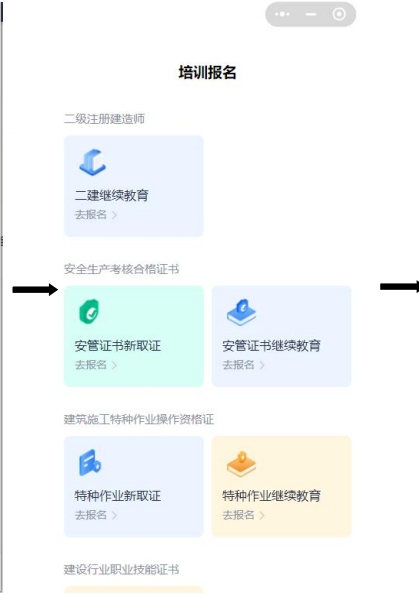 培训报名
二级注册建造师
二建继续教育
去报名 >
安全生产考核合格证书
安管证书新取证
去报名 >
安管证书继续教育
去报名 >
建筑施工特种作业操作资格证
特种作业新取证
去报名 >
特种作业继续教育
去报名 >
建设行业职业技能证书